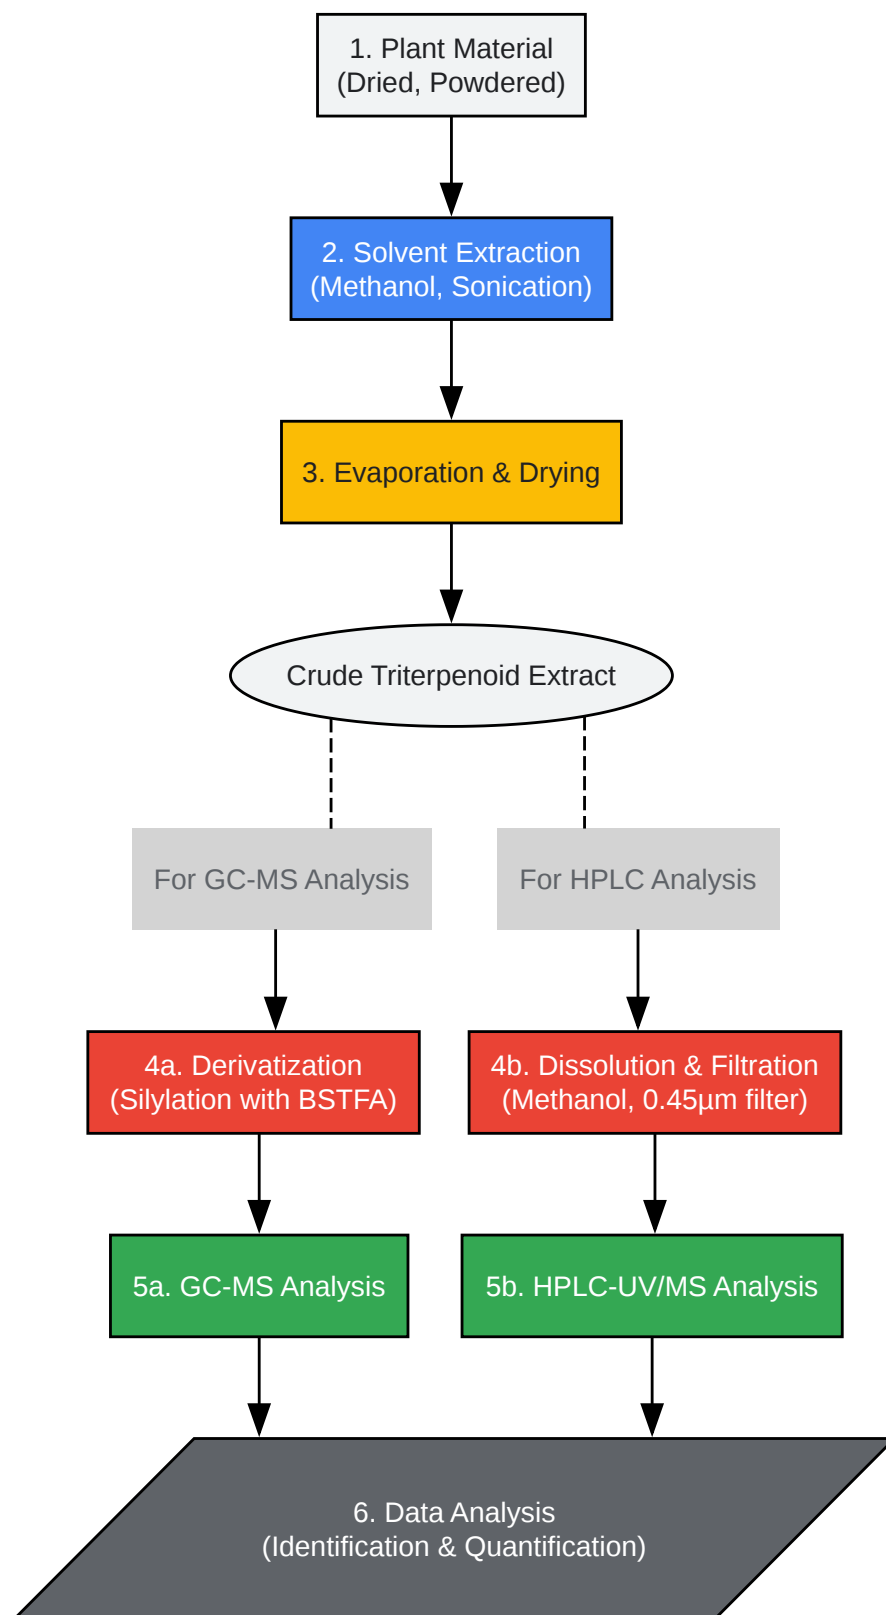 1. Plant Material
(Dried, Powdered)
2. Solvent Extraction
(Methanol, Sonication)
3. Evaporation & Drying
Crude Triterpenoid Extract
For GC-MS Analysis
For HPLC Analysis
4a. Derivatization
(Silylation with BSTFA)
4b. Dissolution & Filtration
(Methanol, 0.45µm filter)
5a. GC-MS Analysis
5b. HPLC-UV/MS Analysis
6. Data Analysis
(Identification & Quantification)